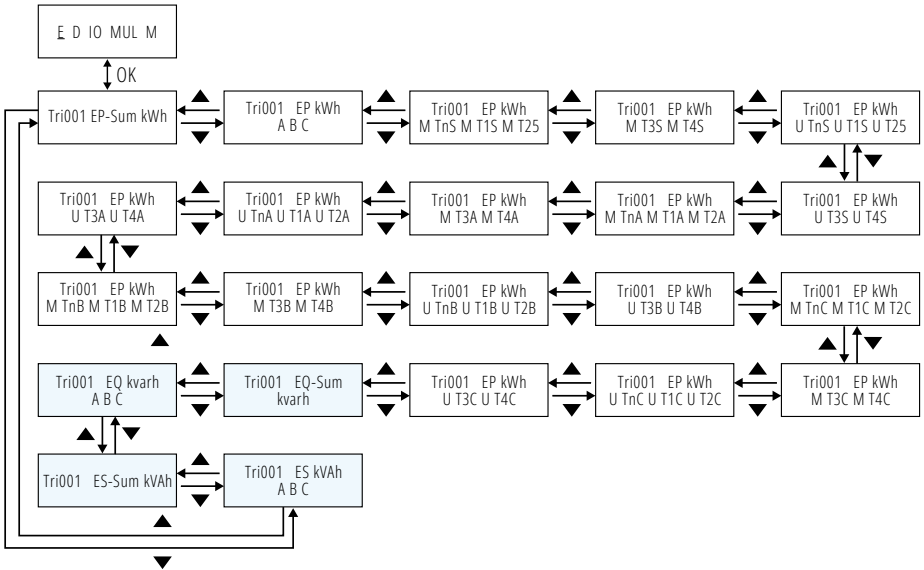 E D IO MUL M
OK
Tri001 EP-Sum kWh
Tri001 EP kWh
A B C
Tri001 EP kWh
M TnS M T1S M T25
Tri001 EP kWh
M T3S M T4S
Tri001 EP kWh
U TnS U T1S U T25
Tri001 EP kWh
U T3A U T4A
Tri001 EP kWh
U TnA U T1A U T2A
Tri001 EP kWh
M T3A M T4A
Tri001 EP kWh
M TnA M T1A M T2A
Tri001 EP kWh
U T3S U T4S
Tri001 EP kWh
M TnB M T1B M T2B
Tri001 EP kWh
M T3B M T4B
Tri001 EP kWh
U TnB U T1B U T2B
Tri001 EP kWh
U T3B U T4B
Tri001 EP kWh
M TnC M T1C M T2C
Tri001 EQ kvarh
A B C
Tri001 EQ-Sum
kvarh
Tri001 EP kWh
U T3C U T4C
Tri001 EP kWh
U TnC U T1C U T2C
Tri001 EP kWh
M T3C M T4C
Tri001 ES-Sum kVAh
Tri001 ES kVAh
A B C